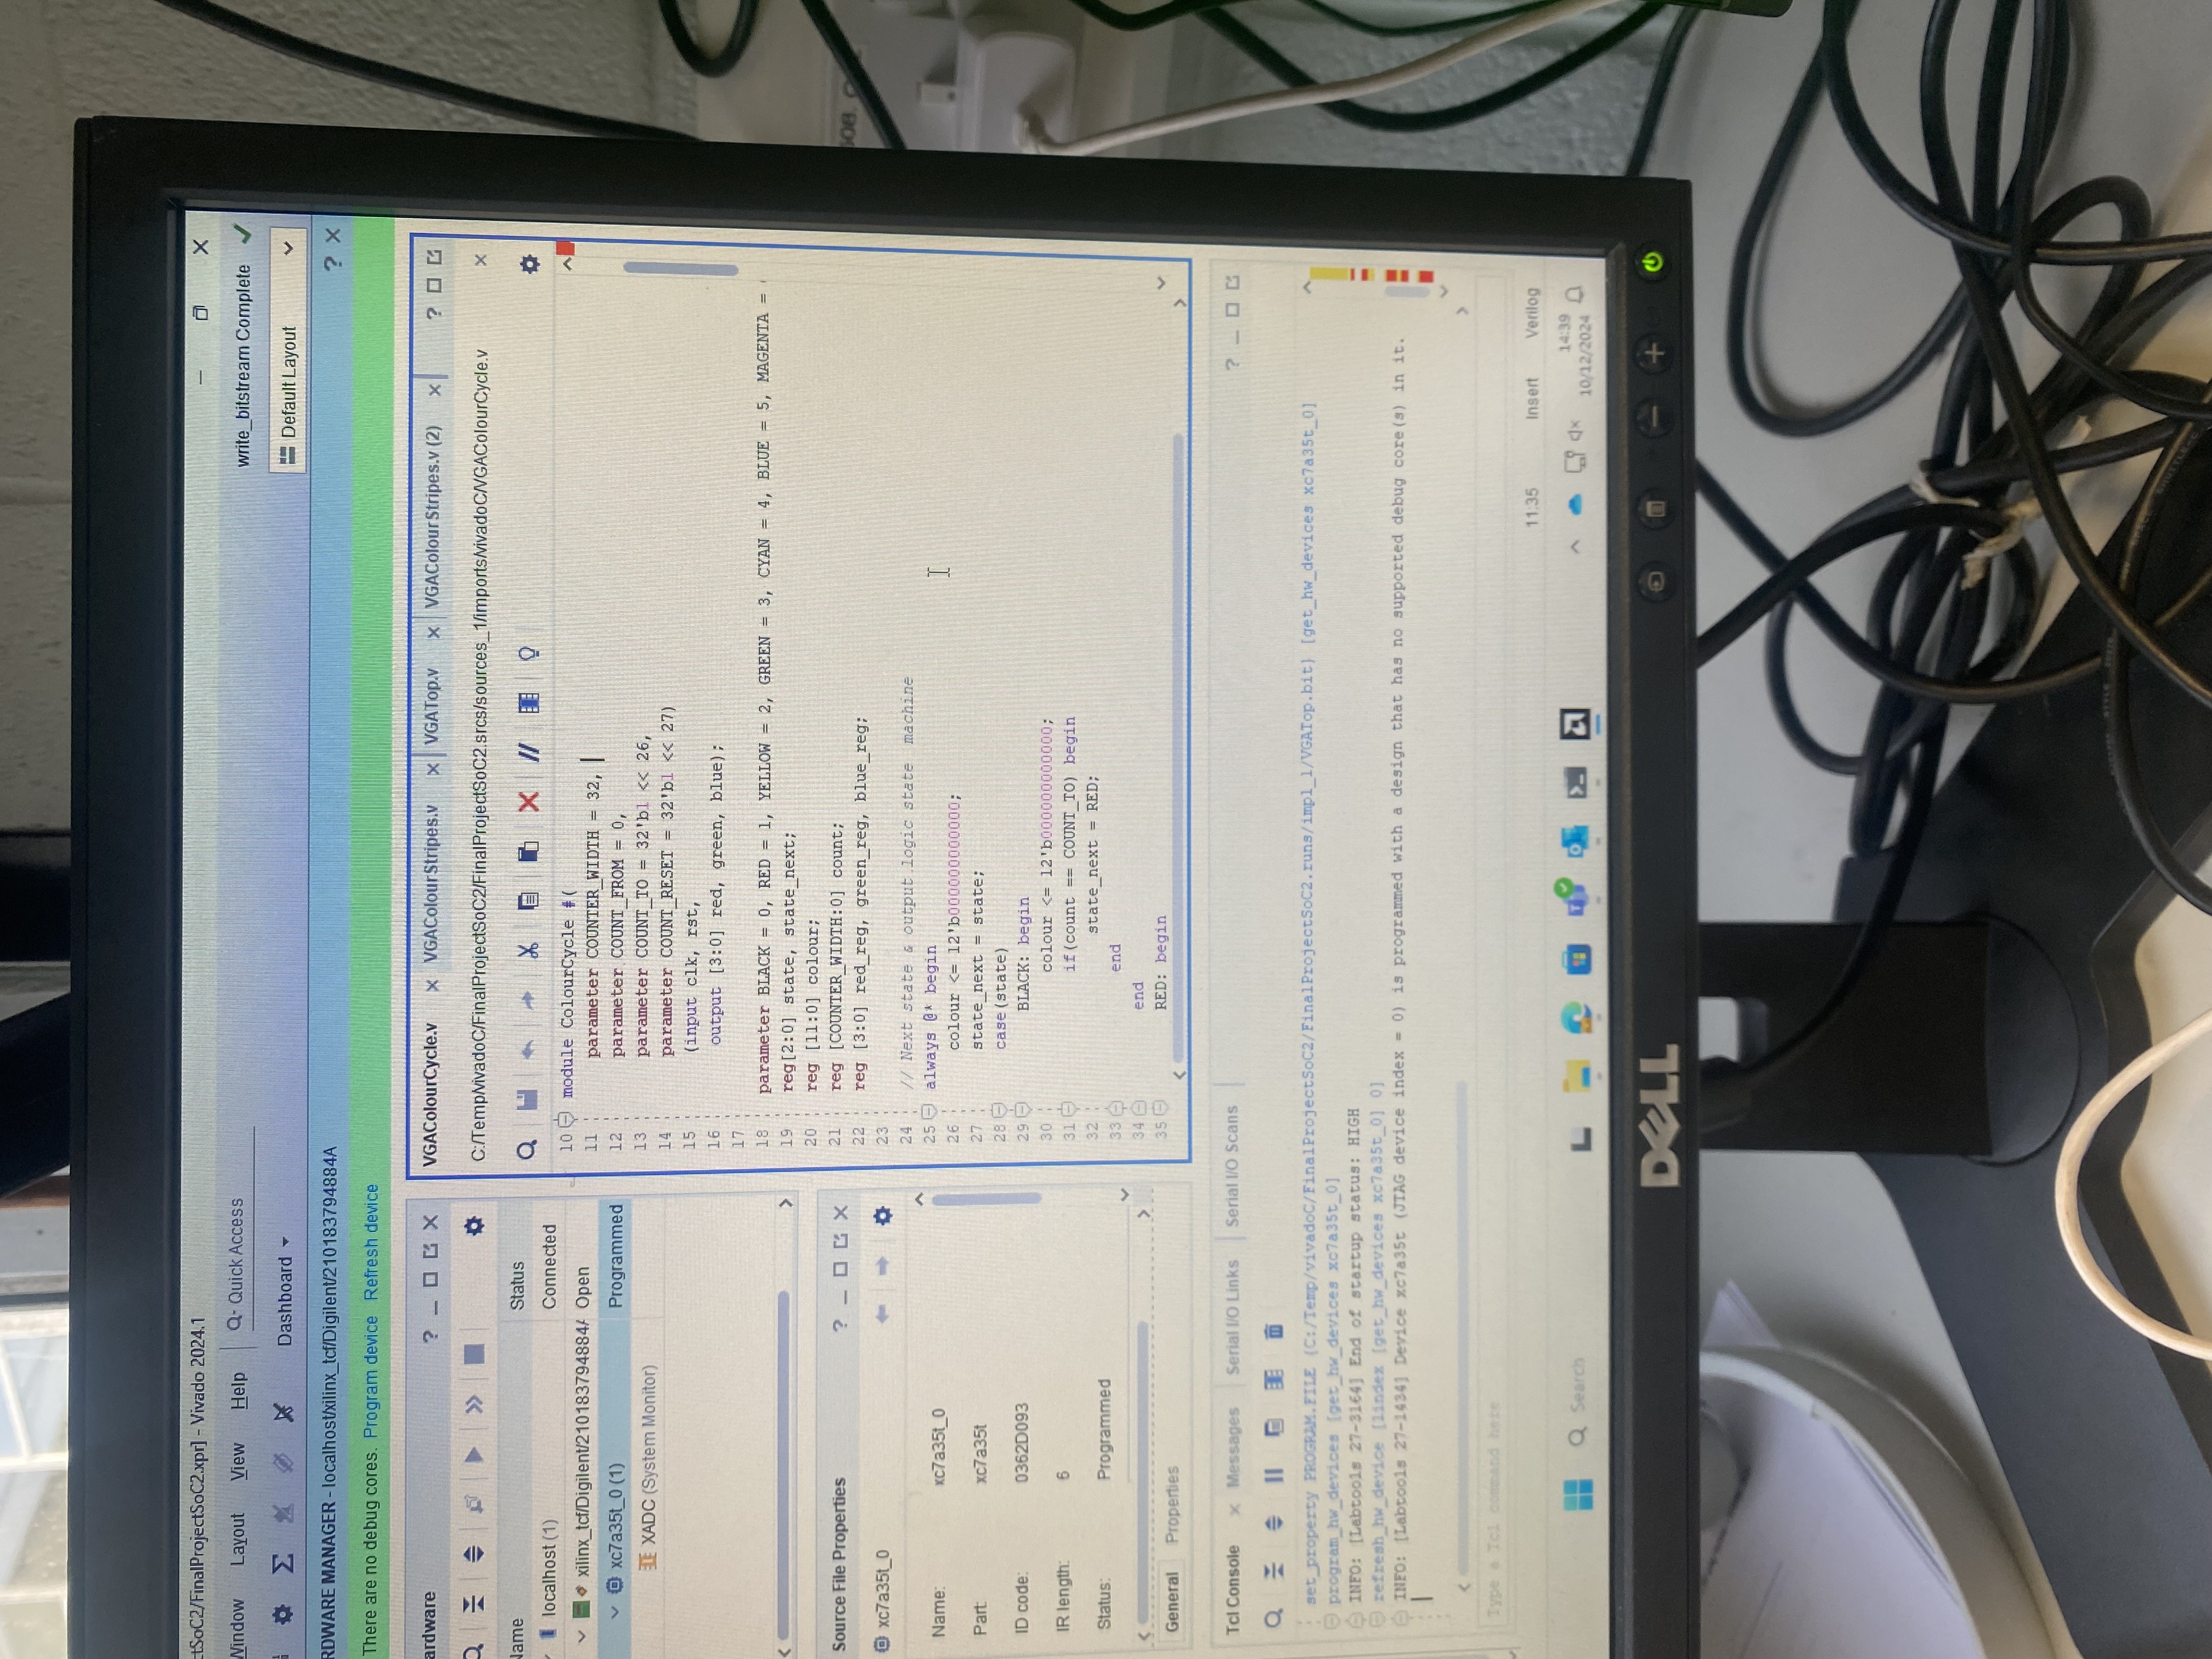 ctSoC2/FinalProjectSoC2.xpr] - Vivado 2024.1
Window Layout View Help Quick Access
write_bitstream Complete
Dashboard
Default Layout
RDWARE MANAGER - localhost/xilinx_tcf/Digilent/210183794884A
There are no debug cores. Program device Refresh device
ardware
Name Status
localhost (1) Connected
xilinx_tcf/Digilent/210183794884A Open
xc7a35t_0 (1) Programmed
XADC (System Monitor)
Source File Properties
xc7a35t_0
Name: xc7a35t_0
Part: xc7a35t
ID code: 0362D093
IR length: 6
Status: Programmed
General Properties
VGAColourCycle.v VGAColourStripes.v VGATop.v VGAColourStripes.v (2)
C:/Temp/vivadoC/FinalProjectSoC2/FinalProjectSoC2.srcs/sources_1/imports/vivadoC/VGAColourCycle.v
10 module ColourCycle #(
11 parameter COUNTER_WIDTH = 32,
12 parameter COUNT_FROM = 0,
13 parameter COUNT_TO = 32'b1 << 26,
14 parameter COUNT_RESET = 32'b1 << 27)
15 (input clk, rst,
16 output [3:0] red, green, blue);
17
18 parameter BLACK = 0, RED = 1, YELLOW = 2, GREEN = 3, CYAN = 4, BLUE = 5, MAGENTA =
19 reg[2:0] state, state_next;
20 reg [11:0] colour;
21 reg [COUNTER_WIDTH:0] count;
22 reg [3:0] red_reg, green_reg, blue_reg;
23
24 // Next state & output logic state machine
25 always @* begin
26 colour <= 12'b000000000000;
27 state_next = state;
28 case(state)
29 BLACK: begin
30 colour <= 12'b000000000000;
31 if(count == COUNT_TO) begin
32 state_next = RED;
33 end
34 end
35 RED: begin
Tcl Console Messages Serial I/O Links Serial I/O Scans
set_property PROGRAM.FILE {C:/Temp/vivadoC/FinalProjectSoC2/FinalProjectSoC2.runs/impl_1/VGATop.bit} [get_hw_devices xc7a35t_0]
program_hw_devices [get_hw_devices xc7a35t_0]
INFO: [Labtools 27-3164] End of startup status: HIGH
refresh_hw_device [lindex [get_hw_devices xc7a35t_0] 0]
INFO: [Labtools 27-1434] Device xc7a35t (JTAG device index = 0) is programmed with a design that has no supported debug core(s) in it.
Type a Tcl command here
11:35 Insert Verilog
Search
14:39
10/12/2024
DELL